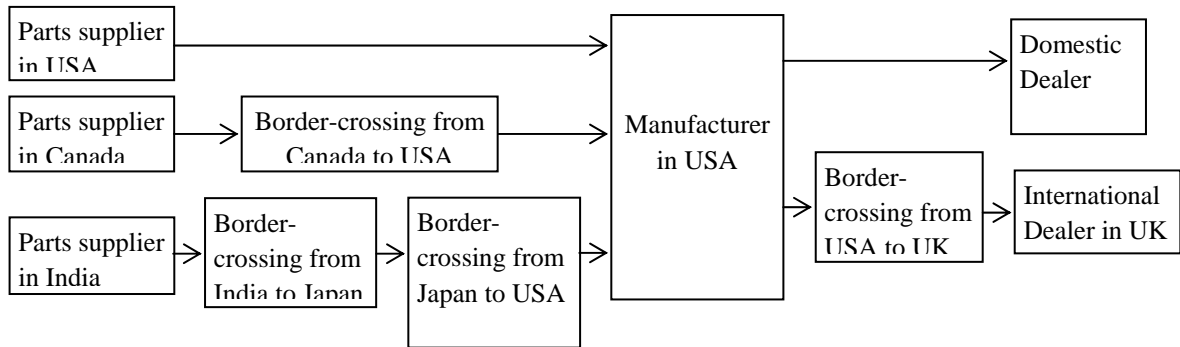 Parts supplier
in USA
Domestic
Dealer
Parts supplier
in Canada
Border-crossing from
Canada to USA
Manufacturer
in USA
Border-
crossing from
USA to UK
International
Dealer in UK
Parts supplier
in India
Border-
crossing from
India to Japan
Border-
crossing from
Japan to USA